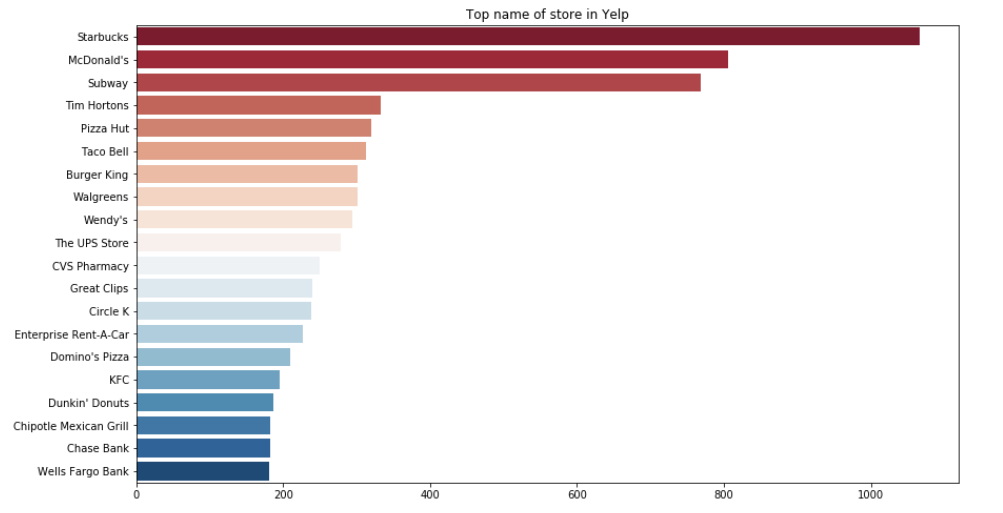 Top name of store in Yelp
Starbucks
McDonald's
Subway
Tim Hortons
Pizza Hut
Taco Bell
Burger King
Walgreens
Wendy's
The UPS Store
CVS Pharmacy
Great Clips
Circle K
Enterprise Rent-A-Car
Domino's Pizza
KFC
Dunkin' Donuts
Chipotle Mexican Grill
Chase Bank
Wells Fargo Bank
0 200 400 600 800 1000